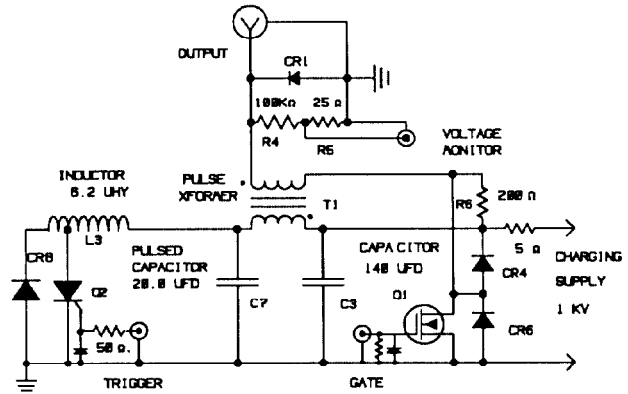 OUTPUT
CR1
100KΩ 25 Ω
R4
R5
VOLTAGE
MONITOR
INDUCTOR
6.2 UHY
PULSE
XFORMER
T1
R6
200 Ω
L3
5 Ω
CR8
Q2
PULSED
CAPACITOR
20.0 UFD
CAPACITOR
140 UFD
CR4
CHARGING
SUPPLY
1 KV
C7
C3
Q1
CR6
50 Ω.
TRIGGER
GATE